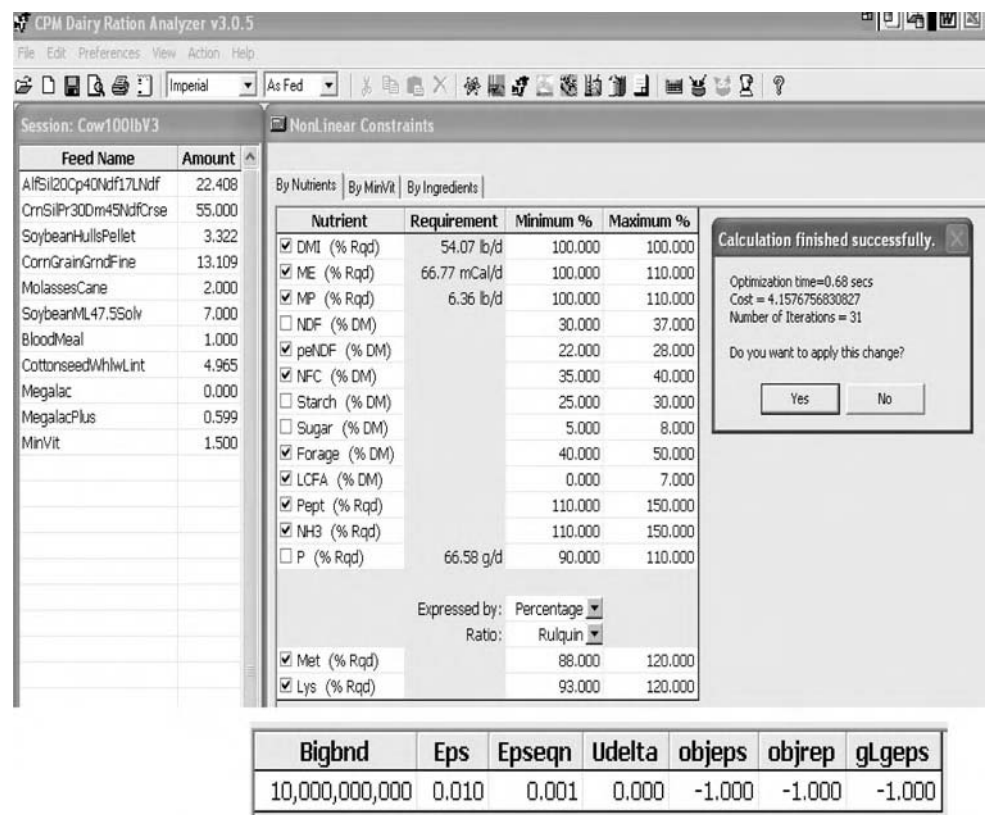 CPM Dairy Ration Analyzer v3.0.5
File Edit Preferences View Action Help
Imperial As Fed
Session: Cow100lbV3
Feed Name Amount
AlfSil20Cp40Ndf17LNdf 22.408
CrnSilPr30Dm45NdfCrse 55.000
SoybeanHullsPellet 3.322
CornGrainGrndFine 13.109
MolassesCane 2.000
SoybeanML47.5Solv 7.000
BloodMeal 1.000
CottonseedWhlwLint 4.965
Megalac 0.000
MegalacPlus 0.599
MinVit 1.500
NonLinear Constraints
By Nutrients By MinVit By Ingredients
Nutrient Requirement Minimum % Maximum %
DMI (% Rqd) 54.07 lb/d 100.000 100.000
ME (% Rqd) 66.77 mCal/d 100.000 110.000
MP (% Rqd) 6.36 lb/d 100.000 110.000
NDF (% DM) 30.000 37.000
peNDF (% DM) 22.000 28.000
NFC (% DM) 35.000 40.000
Starch (% DM) 25.000 30.000
Sugar (% DM) 5.000 8.000
Forage (% DM) 40.000 50.000
LCFA (% DM) 0.000 7.000
Pept (% Rqd) 110.000 150.000
NH3 (% Rqd) 110.000 150.000
P (% Rqd) 66.58 g/d 90.000 110.000
Expressed by: Percentage
Ratio: Rulquin
Met (% Rqd) 88.000 120.000
Lys (% Rqd) 93.000 120.000
Calculation finished successfully.
Optimization time=0.68 secs
Cost = 4.1576756830827
Number of Iterations = 31
Do you want to apply this change?
Yes No
Bigbnd Eps Epseqn Udelta objeps objrep gLgeps
10,000,000,000 0.010 0.001 0.000 -1.000 -1.000 -1.000